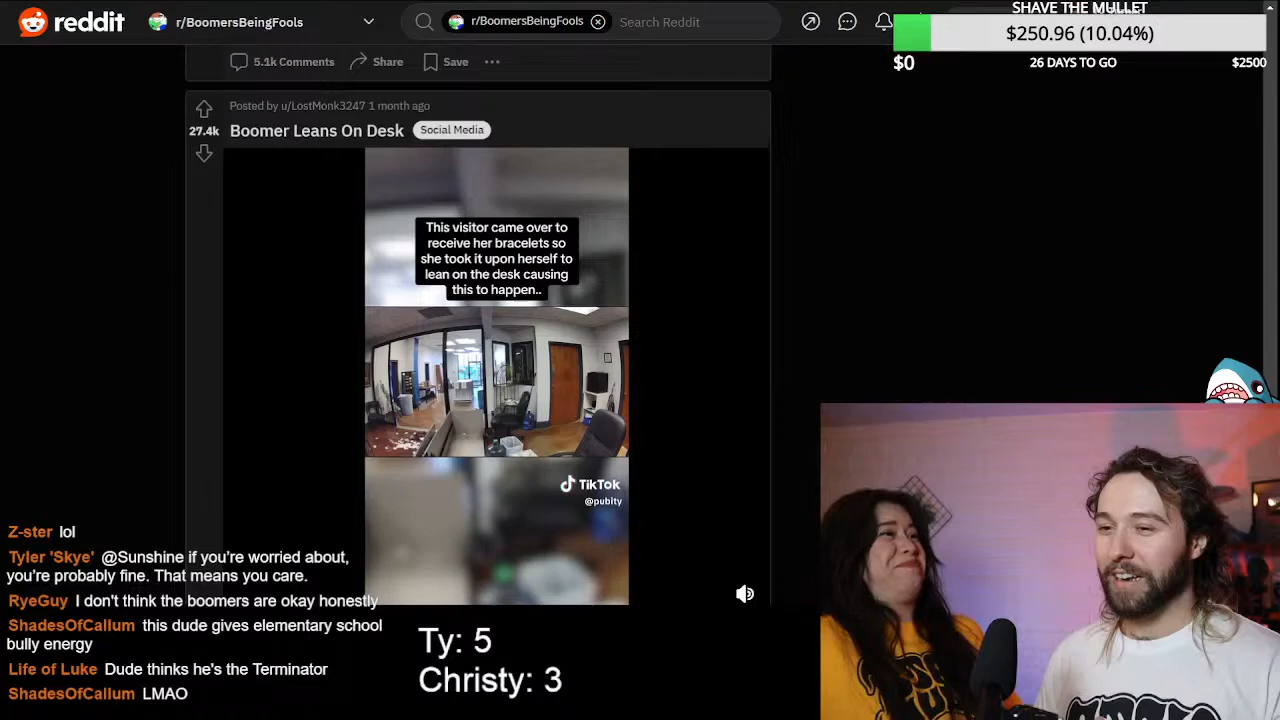 reddit
r/BoomersBeingFools
r/BoomersBeingFools
Search Reddit
SHAVE THE MULLET
$250.96 (10.04%)
$0
26 DAYS TO GO
$2500
5.1k Comments
Share
Save
Posted by u/LostMonk3247 1 month ago
27.4k
Boomer Leans On Desk
Social Media
This visitor came over to
receive her bracelets so
she took it upon herself to
lean on the desk causing
this to happen..
TikTok
@pubity
Z-ster lol
Tyler 'Skye' @Sunshine if you're worried about,
you're probably fine. That means you care.
RyeGuy I don't think the boomers are okay honestly
ShadesOfCallum this dude gives elementary school
bully energy
Life of Luke Dude thinks he's the Terminator
ShadesOfCallum LMAO
Ty: 5
Christy: 3